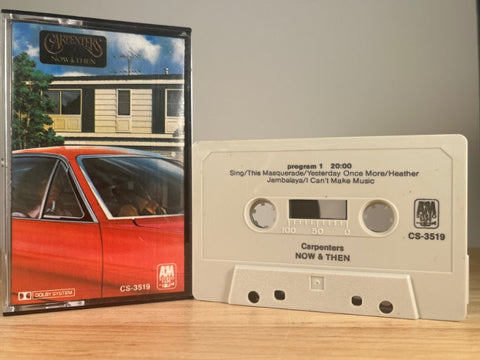 CARPENTERS
NOW & THEN
A&M
DOLBY SYSTEM
CS-3519
program 1 20:00
Sing/This Masquerade/Yesterday Once More/Heather
Jambalaya/I Can't Make Music
100 50 0
A&M
CS-3519
Carpenters
NOW & THEN